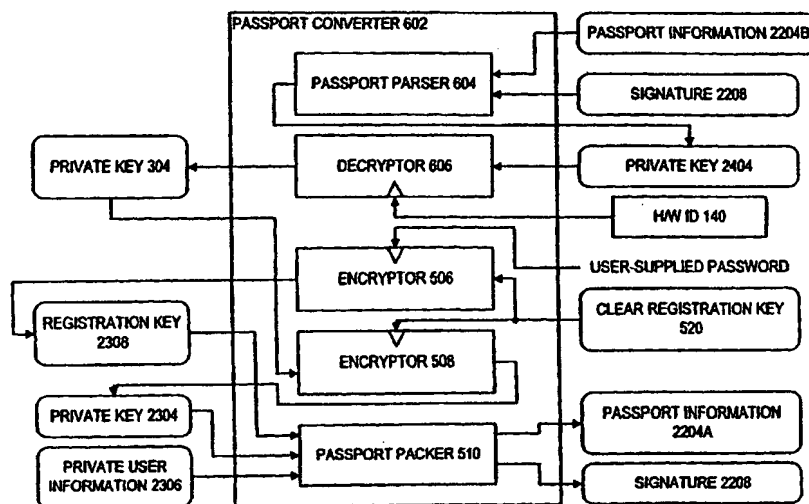 PASSPORT CONVERTER 602
PASSPORT INFORMATION 2204B
PASSPORT PARSER 604
SIGNATURE 2208
PRIVATE KEY 304
DECRYPTOR 606
PRIVATE KEY 2404
H/W ID 140
ENCRYPTOR 506
USER-SUPPLIED PASSWORD
REGISTRATION KEY
2308
CLEAR REGISTRATION KEY
520
ENCRYPTOR 508
PRIVATE KEY 2304
PASSPORT INFORMATION
2204A
PASSPORT PACKER 510
PRIVATE USER
INFORMATION 2306
SIGNATURE 2208